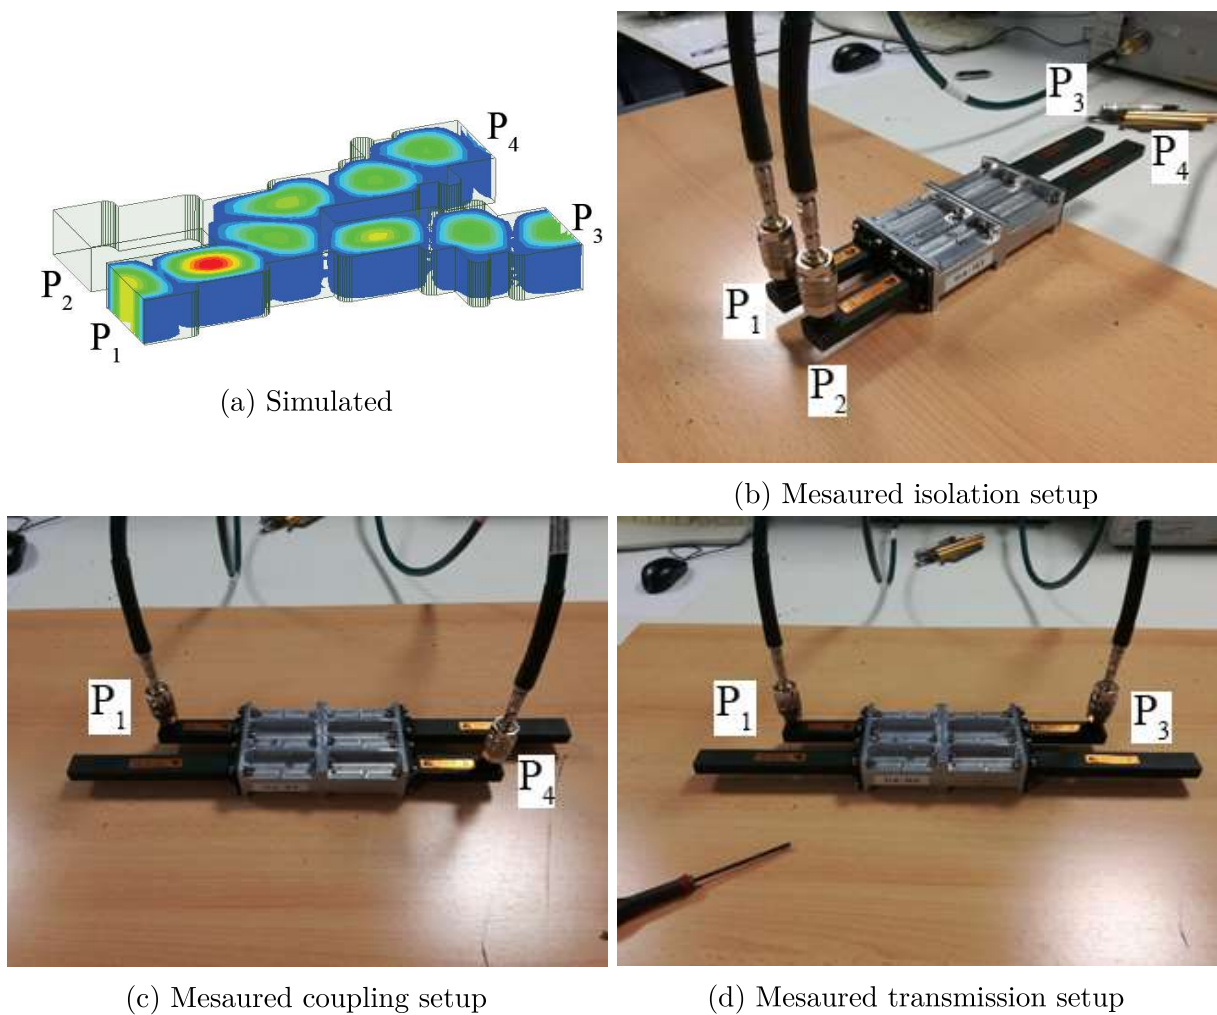 P4
P3
P2
P1
(a) Simulated
P3
P4
P1
P2
(b) Mesaured isolation setup
P1
P4
(c) Mesaured coupling setup
P1
P3
(d) Mesaured transmission setup